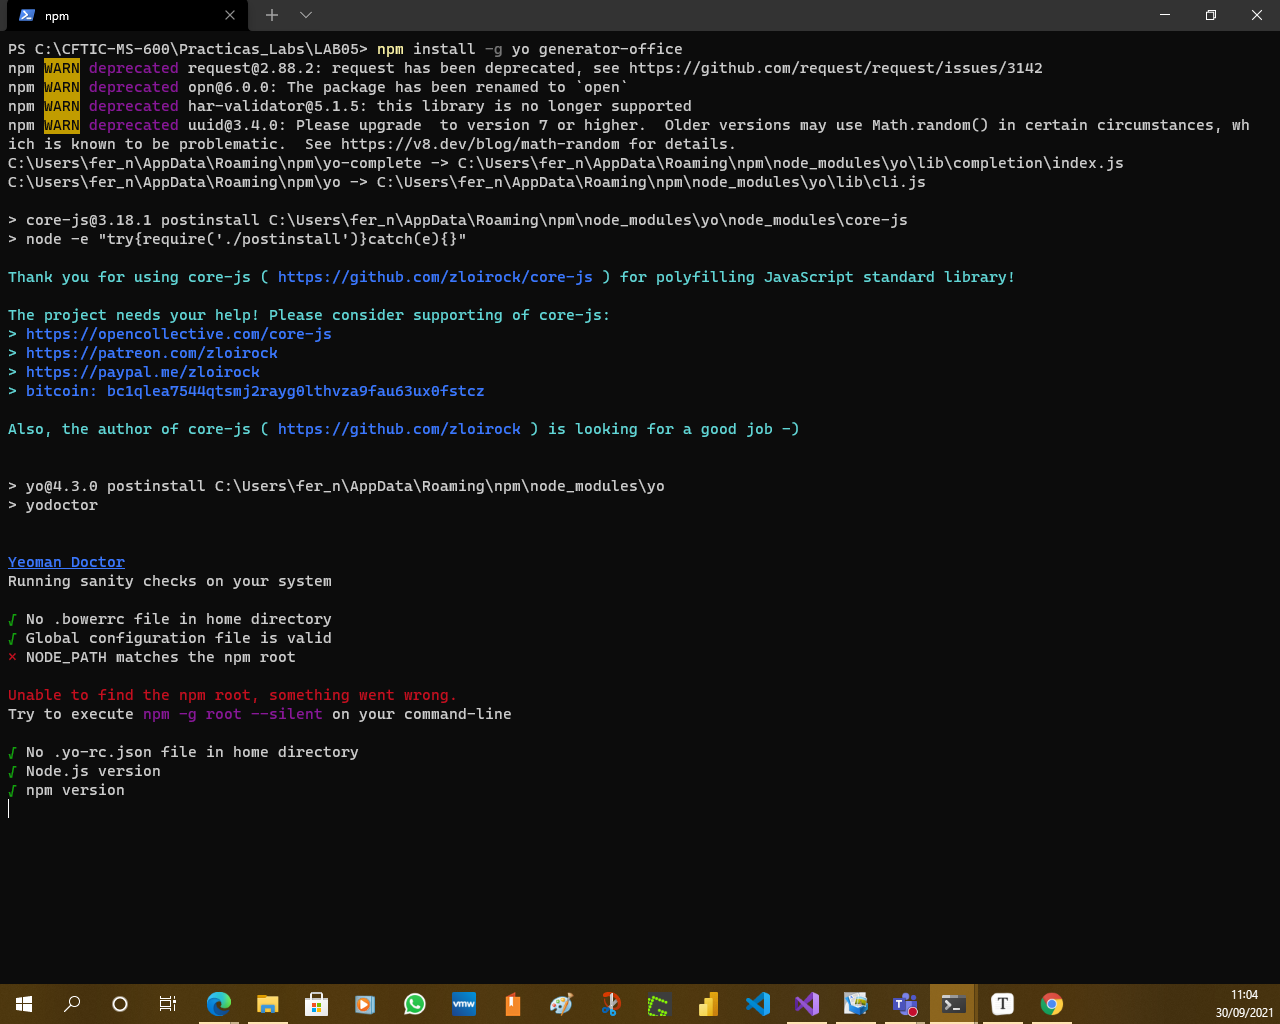 npm
PS C:\CFTIC-MS-600\Practicas_Labs\LAB05> npm install -g yo generator-office
npm WARN deprecated request@2.88.2: request has been deprecated, see https://github.com/request/request/issues/3142
npm WARN deprecated opn@6.0.0: The package has been renamed to `open`
npm WARN deprecated har-validator@5.1.5: this library is no longer supported
npm WARN deprecated uuid@3.4.0: Please upgrade  to version 7 or higher.  Older versions may use Math.random() in certain circumstances, wh
ich is known to be problematic.  See https://v8.dev/blog/math-random for details.
C:\Users\fer_n\AppData\Roaming\npm\yo-complete -> C:\Users\fer_n\AppData\Roaming\npm\node_modules\yo\lib\completion\index.js
C:\Users\fer_n\AppData\Roaming\npm\yo -> C:\Users\fer_n\AppData\Roaming\npm\node_modules\yo\lib\cli.js
> core-js@3.18.1 postinstall C:\Users\fer_n\AppData\Roaming\npm\node_modules\yo\node_modules\core-js
> node -e "try{require('./postinstall')}catch(e){}"
Thank you for using core-js ( https://github.com/zloirock/core-js ) for polyfilling JavaScript standard library!
The project needs your help! Please consider supporting of core-js:
> https://opencollective.com/core-js
> https://patreon.com/zloirock
> https://paypal.me/zloirock
> bitcoin: bc1qlea7544qtsmj2rayg0lthvza9fau63ux0fstcz
Also, the author of core-js ( https://github.com/zloirock ) is looking for a good job -)
> yo@4.3.0 postinstall C:\Users\fer_n\AppData\Roaming\npm\node_modules\yo
> yodoctor
Yeoman Doctor
Running sanity checks on your system
√ No .bowerrc file in home directory
√ Global configuration file is valid
× NODE_PATH matches the npm root
Unable to find the npm root, something went wrong.
Try to execute npm -g root --silent on your command-line
√ No .yo-rc.json file in home directory
√ Node.js version
√ npm version
vmw
T
T
11:04
30/09/2021